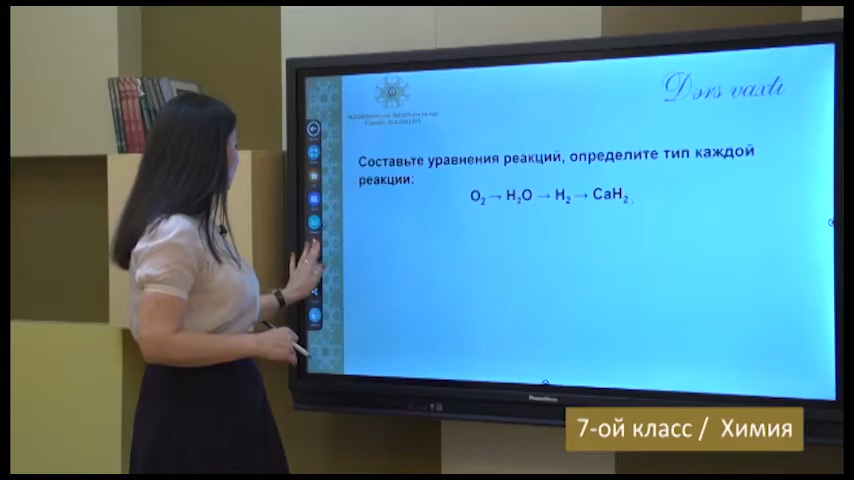 Dərs vaxtı
Составьте уравнения реакций, определите тип каждой
реакции:
O₂ → H₂O → H₂ → CaH₂ .
7-ой класс / Химия